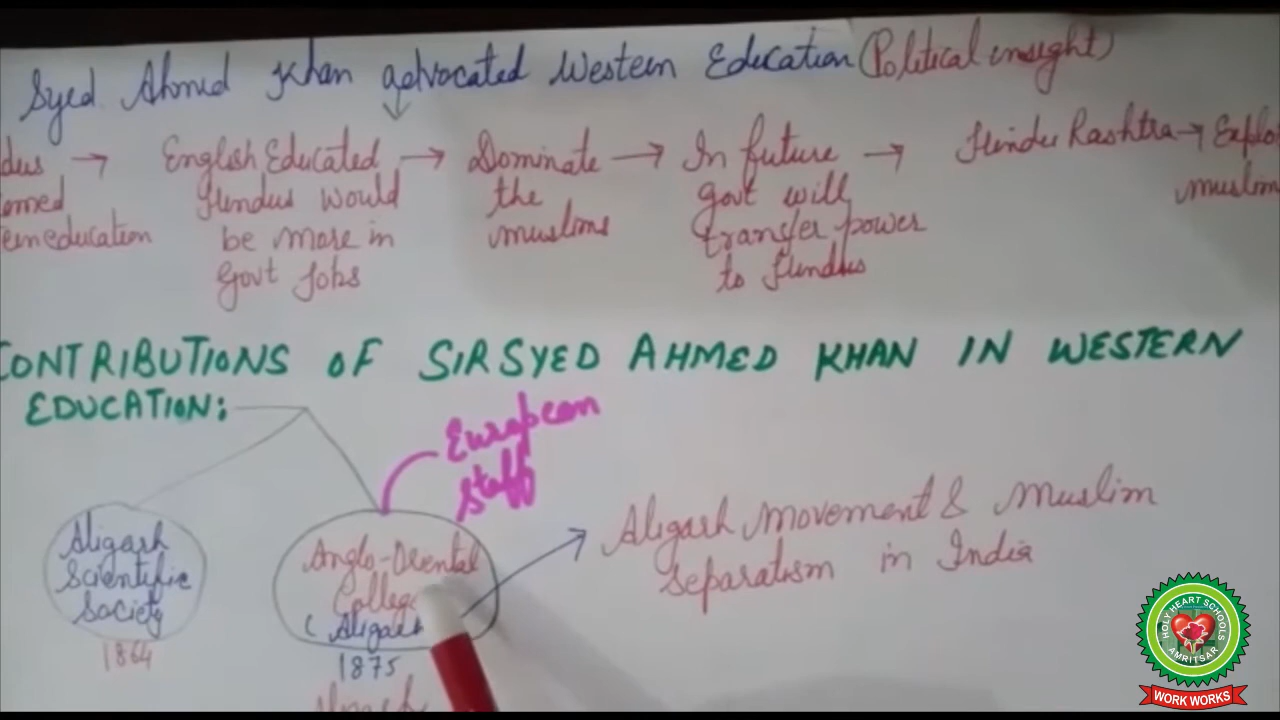 Syed Ahmed Khan advocated Western Education (Political insight)
English Educated → Dominate → In future → Hindu Rashtra →
Hindus would the govt will muslim
be more in muslims transfer power
education Govt Jobs to Hindus
CONTRIBUTIONS OF SIR SYED AHMED KHAN IN WESTERN
EDUCATION:
European
staff
Aligarh
Scientific
Society
1864
Anglo-Oriental
College
(Aligarh
1875
Aligarh Movement & Muslim
separatism in India
HOLY HEART SCHOOLS
AMRITSAR
WORK WORKS